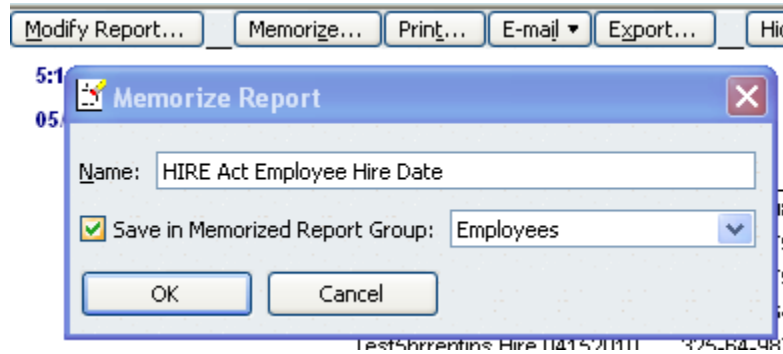 Modify Report... Memorize... Print... E-mail Export...
Memorize Report
Name: HIRE Act Employee Hire Date
Save in Memorized Report Group: Employees
OK Cancel